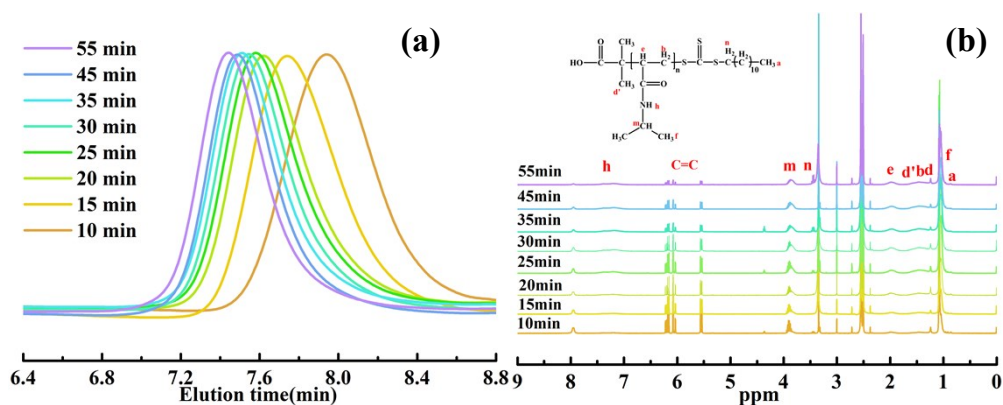 (a)
55 min
45 min
35 min
30 min
25 min
20 min
15 min
10 min
6.4 6.8 7.2 7.6 8.0 8.4 8.8
Elution time(min)
(b)
O
HO
CH₃
CH₃
d'
e
H
C
b
H₂
C
n
S
S
S
n
H₂ H₂
C (C )
10
CH₃ a
O
NH h
m
CH
H₃C
CH₃ f
h C=C m n e d'b d f a
55min
45min
35min
30min
25min
20min
15min
10min
9 8 7 6 5 4 3 2 1 0
ppm